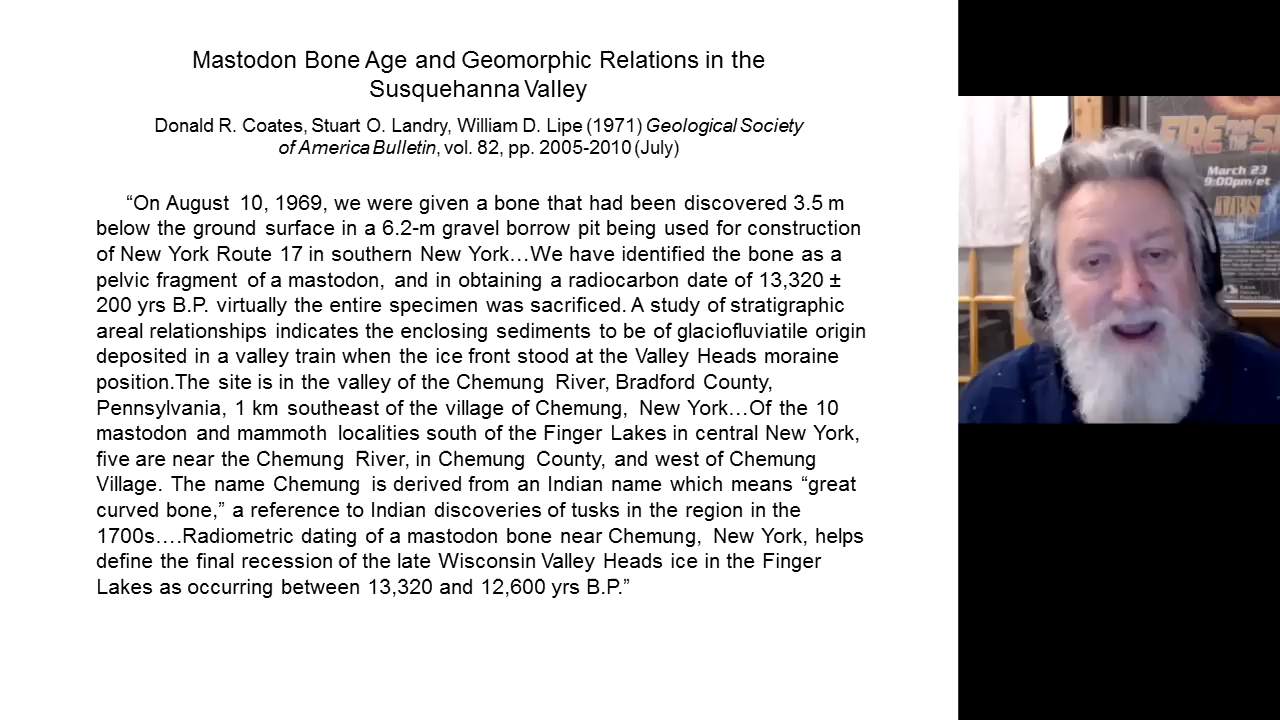 Mastodon Bone Age and Geomorphic Relations in the
Susquehanna Valley
Donald R. Coates, Stuart O. Landry, William D. Lipe (1971) Geological Society
of America Bulletin, vol. 82, pp. 2005-2010 (July)
“On August 10, 1969, we were given a bone that had been discovered 3.5 m
below the ground surface in a 6.2-m gravel borrow pit being used for construction
of New York Route 17 in southern New York…We have identified the bone as a
pelvic fragment of a mastodon, and in obtaining a radiocarbon date of 13,320 ±
200 yrs B.P. virtually the entire specimen was sacrificed. A study of stratigraphic
areal relationships indicates the enclosing sediments to be of glaciofluviatile origin
deposited in a valley train when the ice front stood at the Valley Heads moraine
position.The site is in the valley of the Chemung River, Bradford County,
Pennsylvania, 1 km southeast of the village of Chemung, New York…Of the 10
mastodon and mammoth localities south of the Finger Lakes in central New York,
five are near the Chemung River, in Chemung County, and west of Chemung
Village. The name Chemung is derived from an Indian name which means “great
curved bone,” a reference to Indian discoveries of tusks in the region in the
1700s….Radiometric dating of a mastodon bone near Chemung, New York, helps
define the final recession of the late Wisconsin Valley Heads ice in the Finger
Lakes as occurring between 13,320 and 12,600 yrs B.P.”
FIRE
THE
March 23
9:00pm/et
TBS